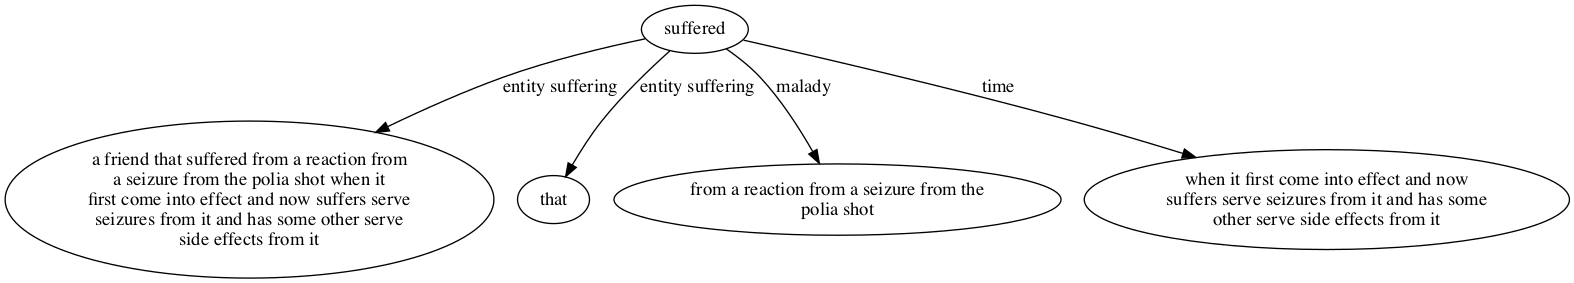 suffered
entity suffering
entity suffering
malady
time
a friend that suffered from a reaction from
a seizure from the polia shot when it
first come into effect and now suffers serve
seizures from it and has some other serve
side effects from it
that
from a reaction from a seizure from the
polia shot
when it first come into effect and now
suffers serve seizures from it and has some
other serve side effects from it